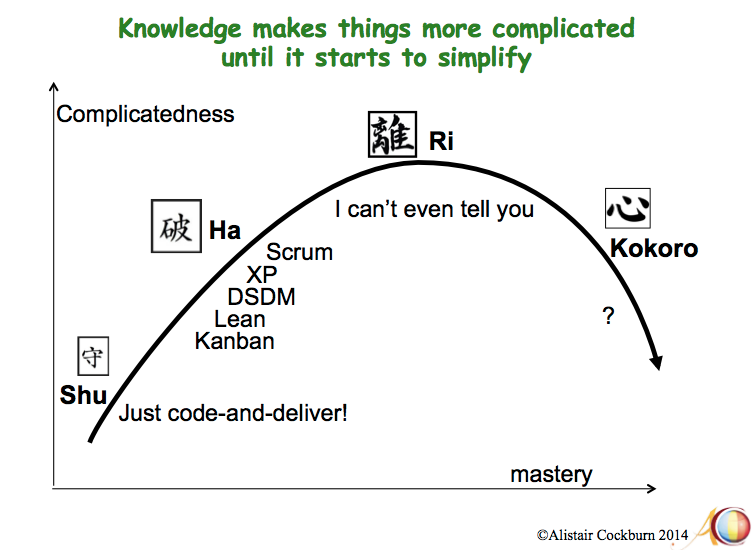 Knowledge makes things more complicated
until it starts to simplify
Complicatedness
離 Ri
I can't even tell you
心
Kokoro
破 Ha
Scrum
XP
DSDM
Lean
Kanban
?
守
Shu
Just code-and-deliver!
mastery
©Alistair Cockburn 2014